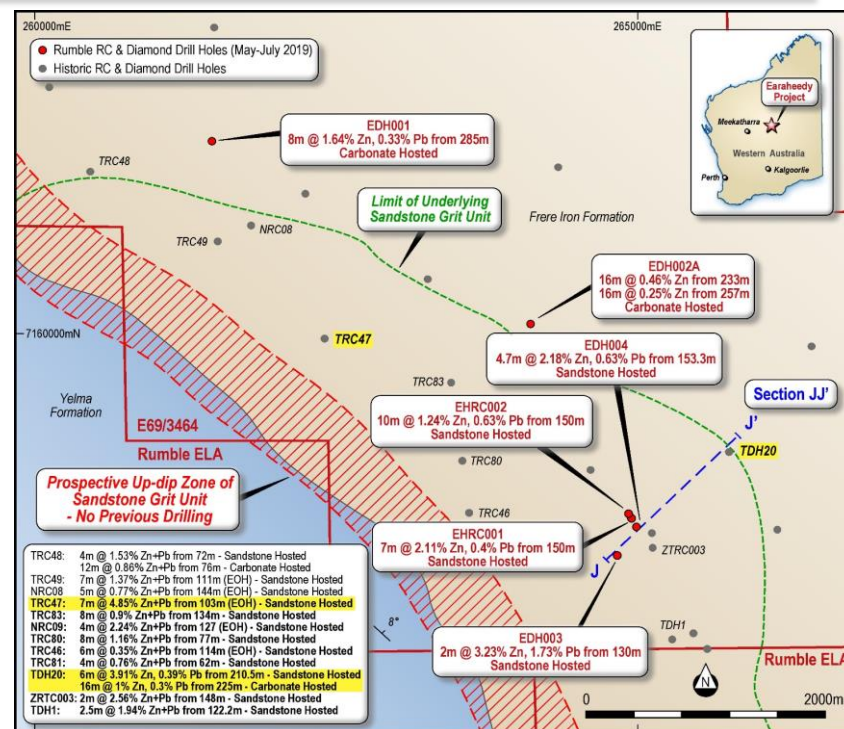 260000mE
265000mE
Rumble RC & Diamond Drill Holes (May-July 2019)
Historic RC & Diamond Drill Holes
Earaheedy
Project
Meekatharra
Western Australia
Perth
Kalgoorlie
EDH001
8m @ 1.64% Zn, 0.33% Pb from 285m
Carbonate Hosted
TRC48
Limit of Underlying
Sandstone Grit Unit
Frere Iron Formation
NRC08
TRC49
EDH002A
16m @ 0.46% Zn from 233m
16m @ 0.25% Zn from 257m
Carbonate Hosted
7160000mN
TRC47
EDH004
4.7m @ 2.18% Zn, 0.63% Pb from 153.3m
Sandstone Hosted
TRC83
Section JJ'
Yelma
Formation
EHRC002
10m @ 1.24% Zn, 0.63% Pb from 150m
Sandstone Hosted
J'
E69/3464
Rumble ELA
TDH20
TRC80
Prospective Up-dip Zone of
Sandstone Grit Unit
- No Previous Drilling
TRC46
EHRC001
7m @ 2.11% Zn, 0.4% Pb from 150m
Sandstone Hosted
ZTRC003
J
TRC48: 4m @ 1.53% Zn+Pb from 72m - Sandstone Hosted
12m @ 0.86% Zn+Pb from 76m - Carbonate Hosted
TRC49: 7m @ 1.37% Zn+Pb from 111m (EOH) - Sandstone Hosted
NRC08 5m @ 0.77% Zn+Pb from 144m (EOH) - Sandstone Hosted
TRC47: 7m @ 4.85% Zn+Pb from 103m (EOH) - Sandstone Hosted
TRC83: 8m @ 0.9% Zn+Pb from 134m - Sandstone Hosted
NRC09: 4m @ 2.24% Zn+Pb from 127 (EOH) - Sandstone Hosted
TRC80: 8m @ 1.16% Zn+Pb from 77m - Sandstone Hosted
TRC46: 6m @ 0.35% Zn+Pb from 114m (EOH) - Sandstone Hosted
TRC81: 4m @ 0.76% Zn+Pb from 62m - Sandstone Hosted
TDH20: 6m @ 3.91% Zn, 0.39% Pb from 210.5m - Sandstone Hosted
16m @ 1% Zn, 0.3% Pb from 225m - Carbonate Hosted
ZRTC003: 2m @ 2.56% Zn+Pb from 148m - Sandstone Hosted
TDH1: 2.5m @ 1.94% Zn+Pb from 122.2m - Sandstone Hosted
8°
EDH003
2m @ 3.23% Zn, 1.73% Pb from 130m
Sandstone Hosted
TDH1
Rumble ELA
N
0
2000m